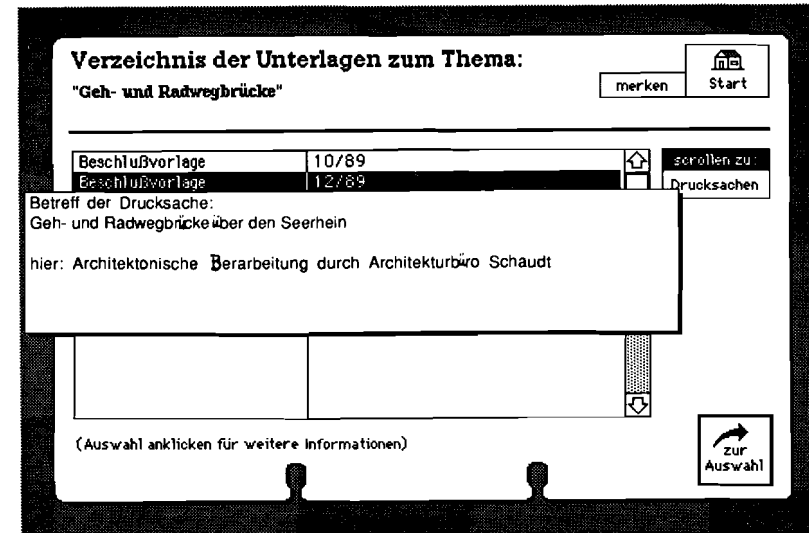 Verzeichnis der Unterlagen zum Thema:
"Geh- und Radwegbrücke"
merken
Start
Beschlußvorlage 10/89
Beschlußvorlage 12/89
scrollen zu:
Drucksachen
Betreff der Drucksache:
Geh- und Radwegbrücke über den Seerhein
hier: Architektonische Berarbeitung durch Architekturbüro Schaudt
(Auswahl anklicken für weitere Informationen)
zur
Auswahl